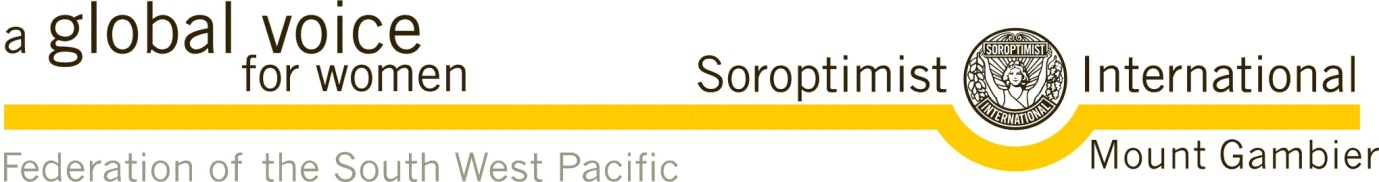 a global voice
for women
Soroptimist International
SOROPTIMIST
INTERNATIONAL
Mount Gambier
Federation of the South West Pacific